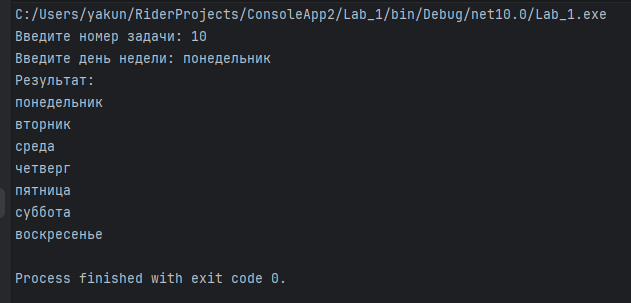 C:/Users/yakun/RiderProjects/ConsoleApp2/Lab_1/bin/Debug/net10.0/Lab_1.exe
Введите номер задачи: 10
Введите день недели: понедельник
Результат:
понедельник
вторник
среда
четверг
пятница
суббота
воскресенье
Process finished with exit code 0.